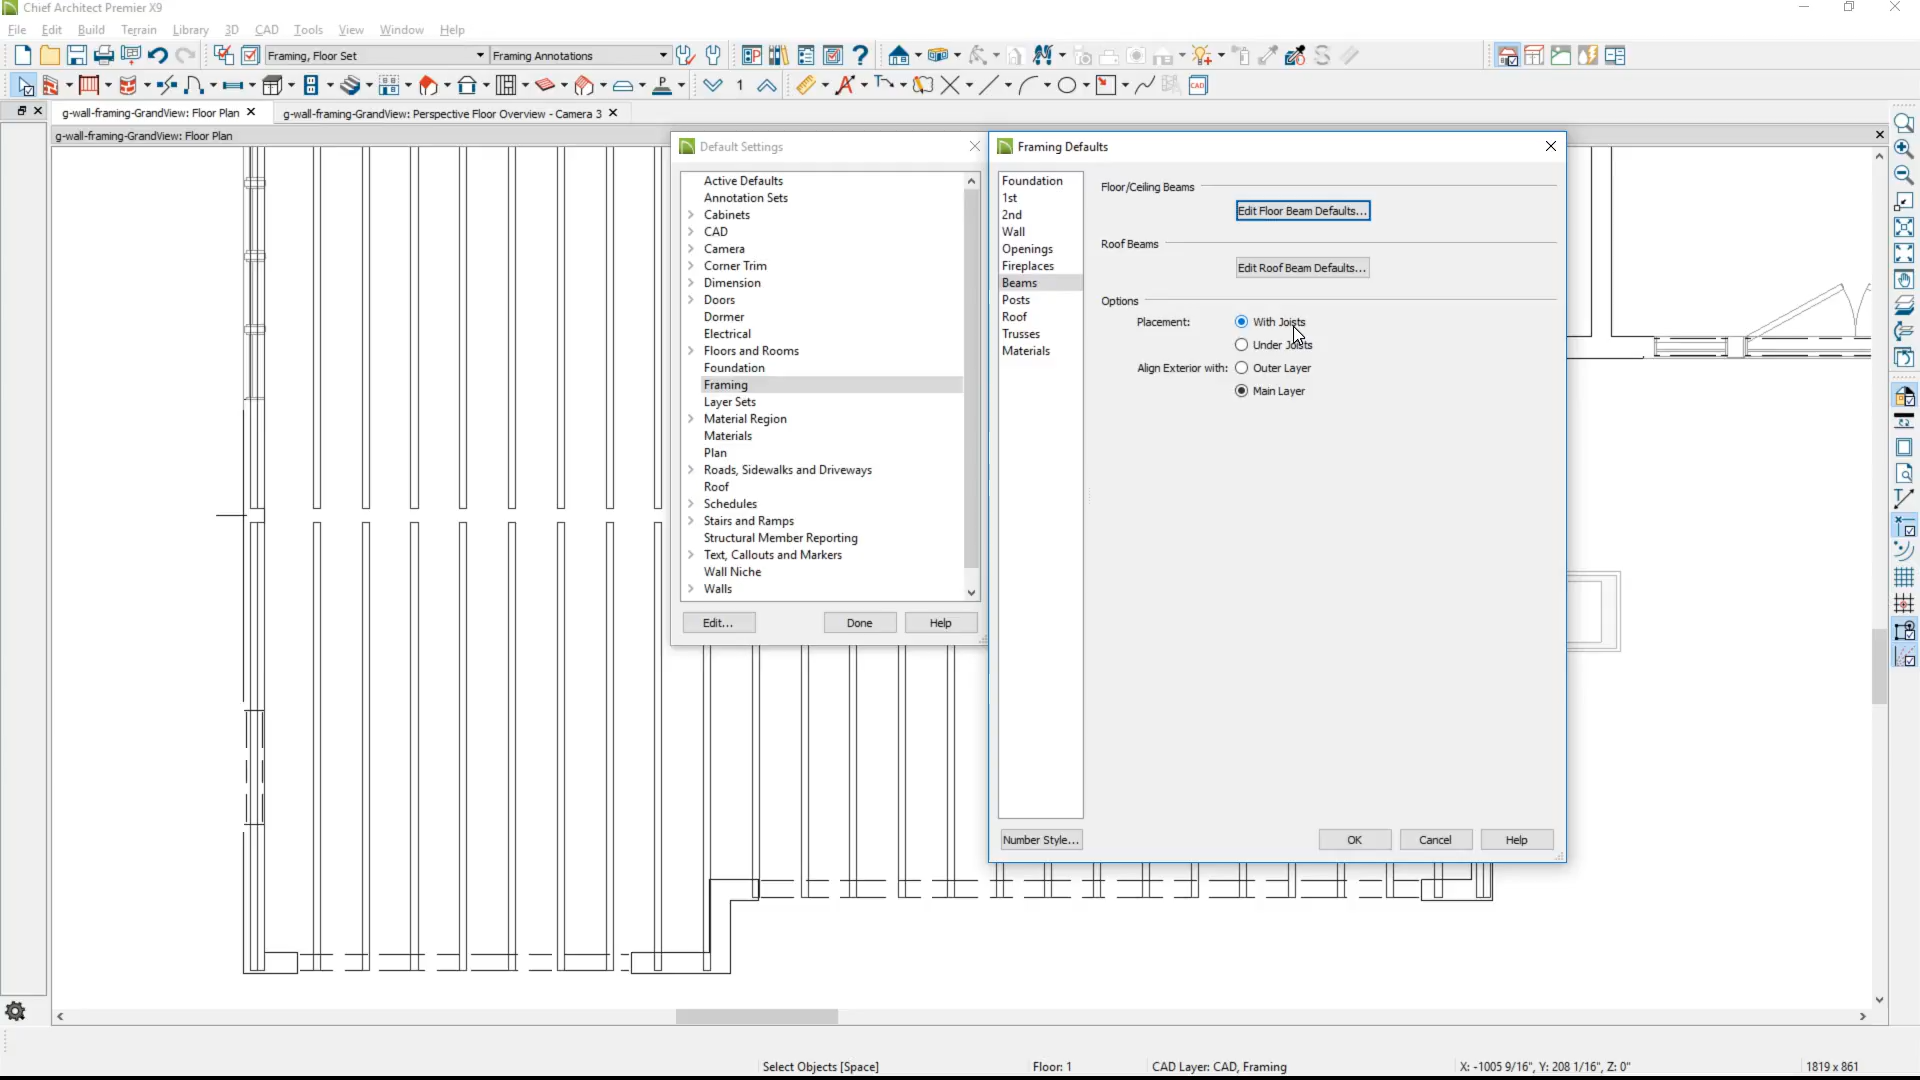 Chief Architect Premier X9
File Edit Build Terrain Library 3D CAD Tools View Window Help
Framing, Floor Set Framing Annotations
1 CAD
g-wall-framing-GrandView: Floor Plan g-wall-framing-GrandView: Perspective Floor Overview - Camera 3
g-wall-framing-GrandView: Floor Plan
Default Settings
Active Defaults
Annotation Sets
Cabinets
CAD
Camera
Corner Trim
Dimension
Doors
Dormer
Electrical
Floors and Rooms
Foundation
Framing
Layer Sets
Material Region
Materials
Plan
Roads, Sidewalks and Driveways
Roof
Schedules
Stairs and Ramps
Structural Member Reporting
Text, Callouts and Markers
Wall Niche
Walls
Edit... Done Help
Framing Defaults
Foundation
1st
2nd
Wall
Openings
Fireplaces
Beams
Posts
Roof
Trusses
Materials
Floor/Ceiling Beams
Edit Floor Beam Defaults...
Roof Beams
Edit Roof Beam Defaults...
Options
Placement: With Joists
Under Joists
Align Exterior with: Outer Layer
Main Layer
Number Style... OK Cancel Help
Select Objects [Space] Floor: 1 CAD Layer: CAD, Framing X: -1005 9/16", Y: 208 1/16", Z: 0" 1819 x 861